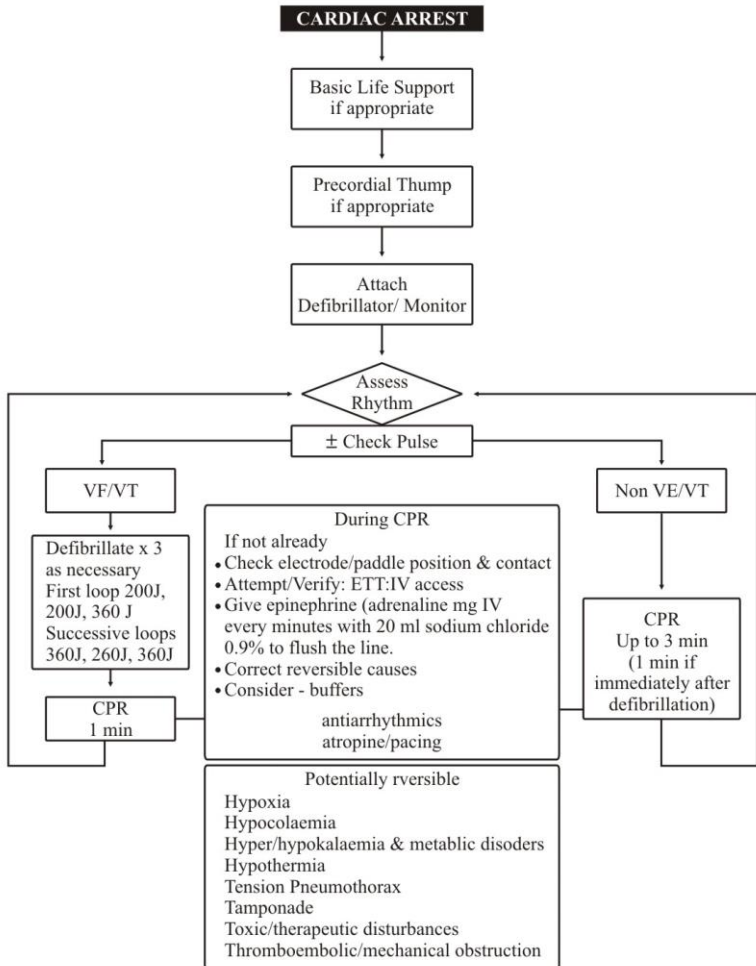 CARDIAC ARREST
Basic Life Support
if appropriate
Precordial Thump
if appropriate
Attach
Defibrillator/ Monitor
Assess
Rhythm
± Check Pulse
VF/VT
Non VE/VT
Defibrillate x 3
as necessary
First loop 200J,
200J, 360 J
Successive loops
360J, 260J, 360J
CPR
1 min
During CPR
If not already
• Check electrode/paddle position & contact
• Attempt/Verify: ETT:IV access
• Give epinephrine (adrenaline mg IV
every minutes with 20 ml sodium chloride
0.9% to flush the line.
• Correct reversible causes
• Consider - buffers
antiarrhythmics
atropine/pacing
CPR
Up to 3 min
(1 min if
immediately after
defibrillation)
Potentially rversible
Hypoxia
Hypocolaemia
Hyper/hypokalaemia & metablic disoders
Hypothermia
Tension Pneumothorax
Tamponade
Toxic/therapeutic disturbances
Thromboembolic/mechanical obstruction